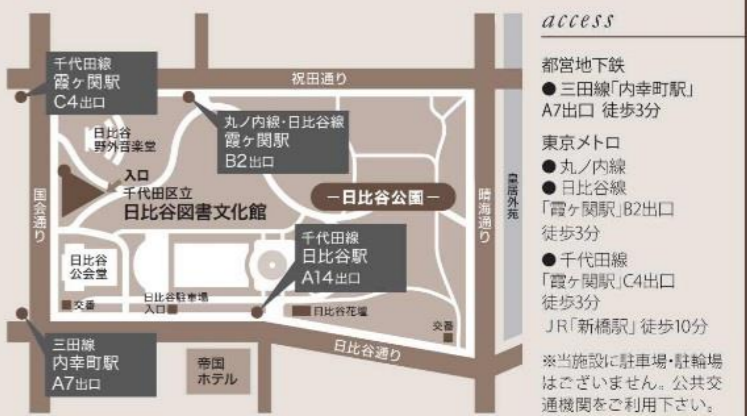 千代田線
霞ヶ関駅
C4出口
祝田通り
丸ノ内線・日比谷線
霞ヶ関駅
B2出口
日比谷
野外音楽堂
入口
千代田区立
日比谷図書文化館
国会通り
ー日比谷公園ー
晴海通り
皇居外苑
千代田線
日比谷駅
A14出口
日比谷
公会堂
交番
日比谷駐車場
入口
日比谷花壇
交番
三田線
内幸町駅
A7出口
帝国
ホテル
日比谷通り
access
都営地下鉄
●三田線「内幸町駅」
A7出口 徒歩3分
東京メトロ
●丸ノ内線
●日比谷線
「霞ヶ関駅」B2出口
徒歩3分
●千代田線
「霞ヶ関駅」C4出口
徒歩3分
JR「新橋駅」徒歩10分
※当施設に駐車場・駐輪場
はございません。公共交
通機関をご利用下さい。